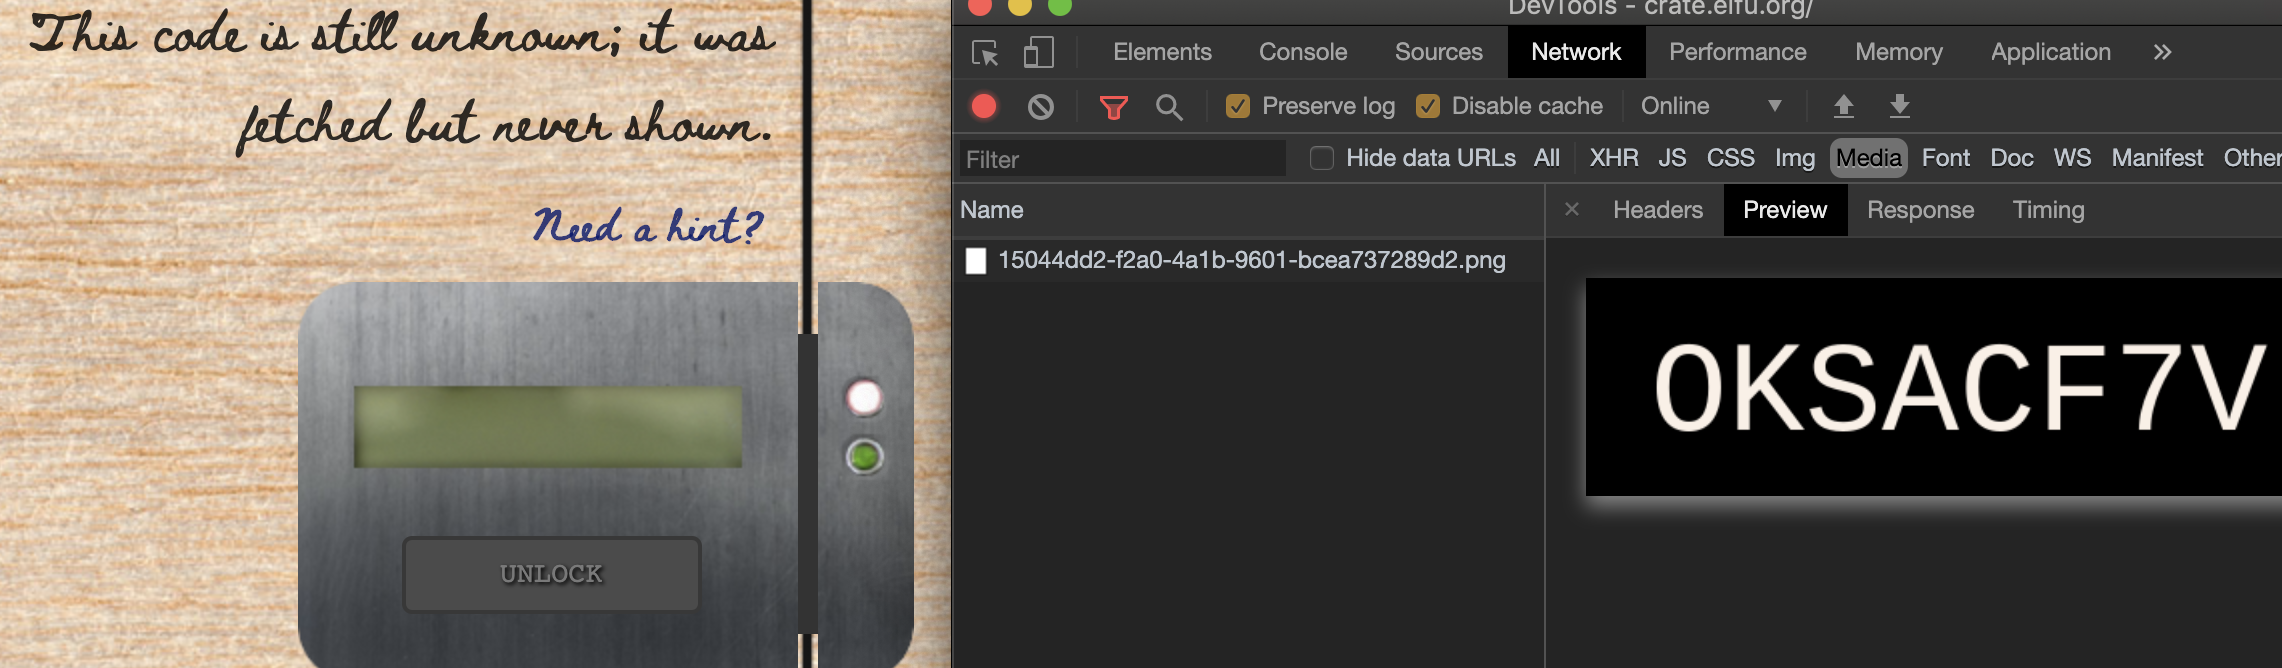 This code is still unknown; it was
fetched but never shown.
Need a hint?
UNLOCK
DevTools - crate.elfu.org/
Elements Console Sources Network Performance Memory Application »
Preserve log Disable cache Online
Filter Hide data URLs All XHR JS CSS Img Media Font Doc WS Manifest Other
Name
× Headers Preview Response Timing
15044dd2-f2a0-4a1b-9601-bcea737289d2.png
OKSACF7V